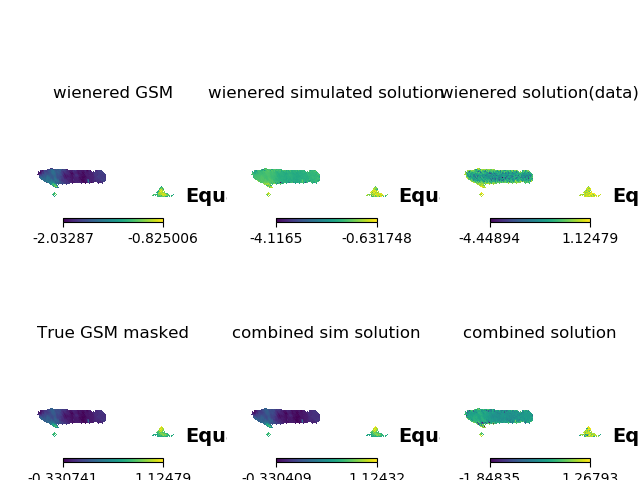 wienered GSM
wienered simulated solution
wienered solution(data)
Equ
Equ
Eq
-2.03287 -0.825006
-4.1165 -0.631748
-4.44894 1.12479
True GSM masked
combined sim solution
combined solution
Equ
Equ
Eq
-0.330741 1.12479
-0.330409 1.12432
-1.84835 1.26793